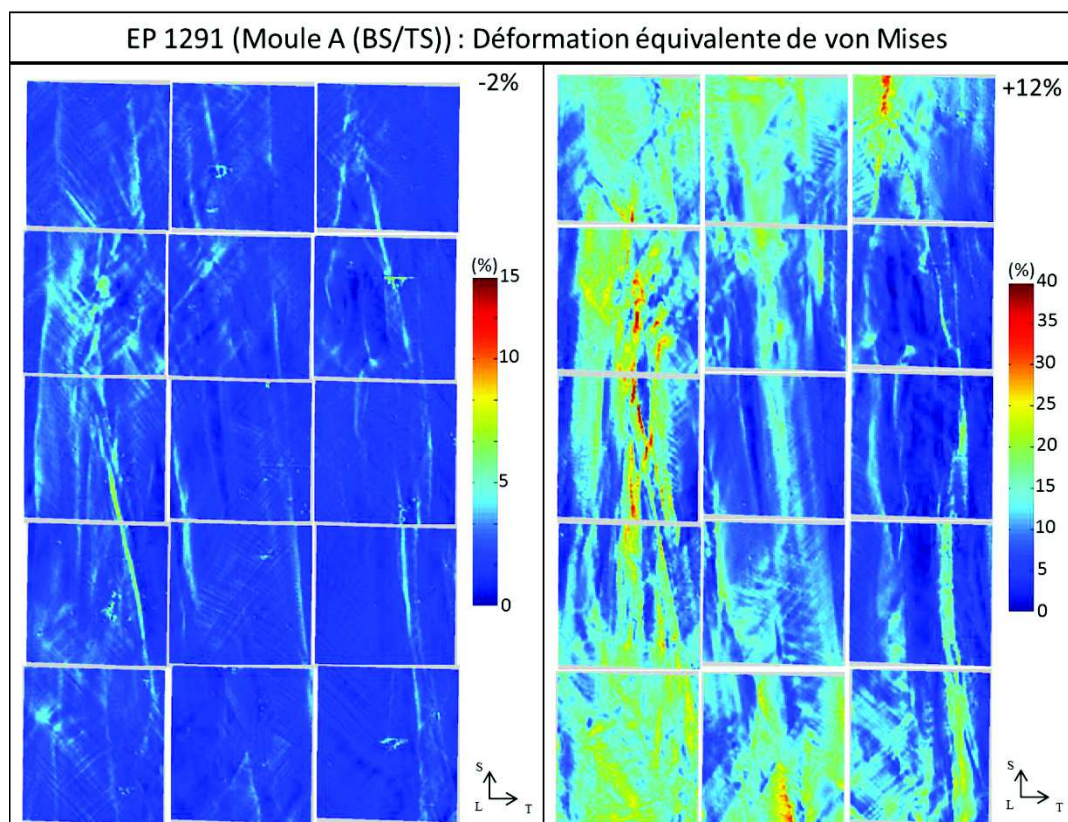 EP 1291 (Moule A (BS/TS)) : Déformation équivalente de von Mises
-2%
(%)
15
10
5
0
S
L
T
+12%
(%)
40
35
30
25
20
15
10
5
0
S
L
T